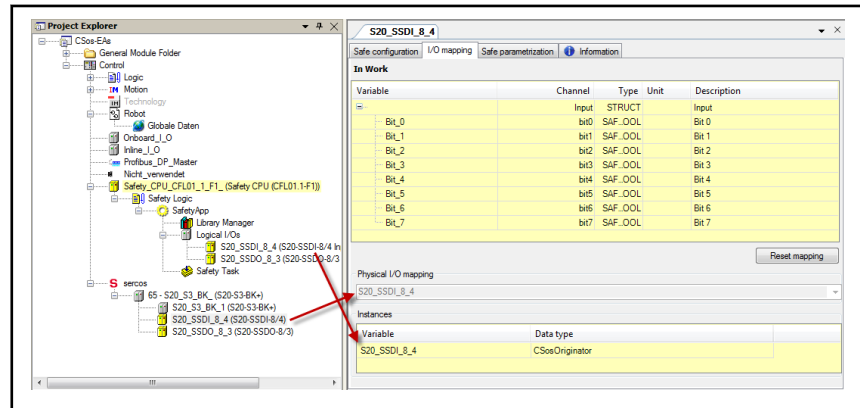 Project Explorer
CSos-EAs
General Module Folder
Control
Logic
Motion
Technology
Robot
Globale Daten
Onboard_I_O
Inline_I_O
Profibus_DP_Master
Nicht_verwendet
Safety_CPU_CFL01_1_F1_ (Safety CPU (CFL01.1-F1))
Safety Logic
SafetyApp
Library Manager
Logical I/Os
S20_SSDI_8_4 (S20-SSDI-8/4 In
S20_SSDO_8_3 (S20-SSDO-8/3
Safety Task
sercos
65 - S20_S3_BK_ (S20-S3-BK+)
S20_S3_BK_1 (S20-S3-BK+)
S20_SSDI_8_4 (S20-SSDI-8/4)
S20_SSDO_8_3 (S20-SSDO-8/3)
S20_SSDI_8_4
Safe configuration I/O mapping Safe parametrization Information
In Work
Variable Channel Type Unit Description
Input STRUCT Input
Bit_0 bit0 SAF..OOL Bit 0
Bit_1 bit1 SAF..OOL Bit 1
Bit_2 bit2 SAF..OOL Bit 2
Bit_3 bit3 SAF..OOL Bit 3
Bit_4 bit4 SAF..OOL Bit 4
Bit_5 bit5 SAF..OOL Bit 5
Bit_6 bit6 SAF..OOL Bit 6
Bit_7 bit7 SAF..OOL Bit 7
Reset mapping
Physical I/O mapping
S20_SSDI_8_4
Instances
Variable Data type
S20_SSDI_8_4 CSosOriginator